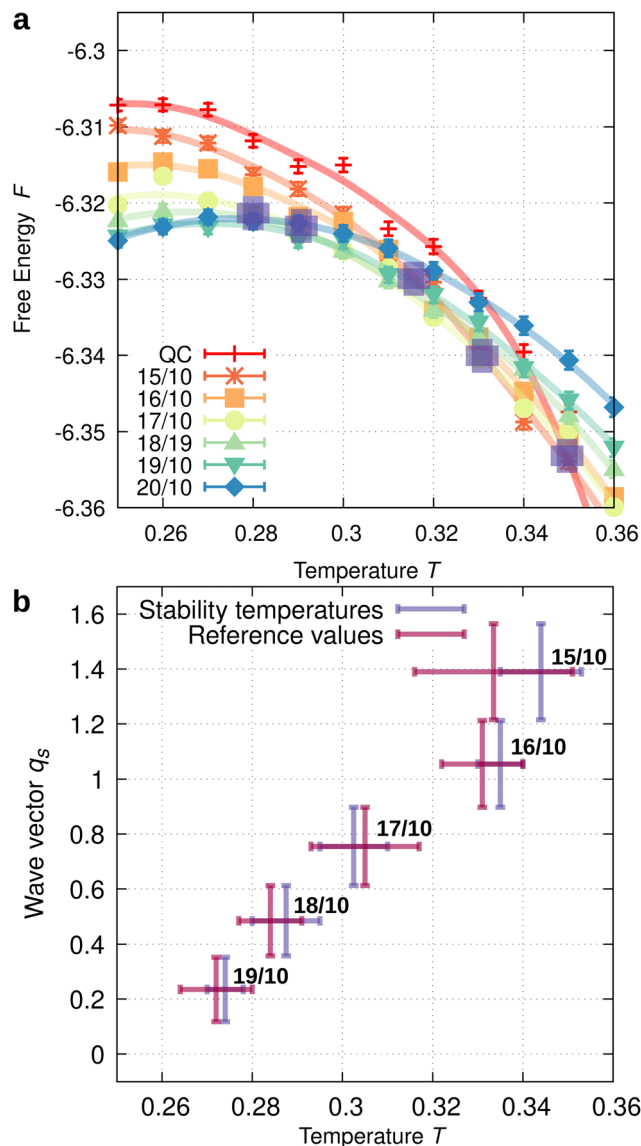 a
-6.3
-6.31
-6.32
-6.33
-6.34
-6.35
-6.36
Free Energy F
QC
15/10
16/10
17/10
18/19
19/10
20/10
0.26 0.28 0.3 0.32 0.34 0.36
Temperature T
b
1.6
1.4
1.2
1
0.8
0.6
0.4
0.2
0
Wave vector qs
Stability temperatures
Reference values
15/10
16/10
17/10
18/10
19/10
0.26 0.28 0.3 0.32 0.34 0.36
Temperature T